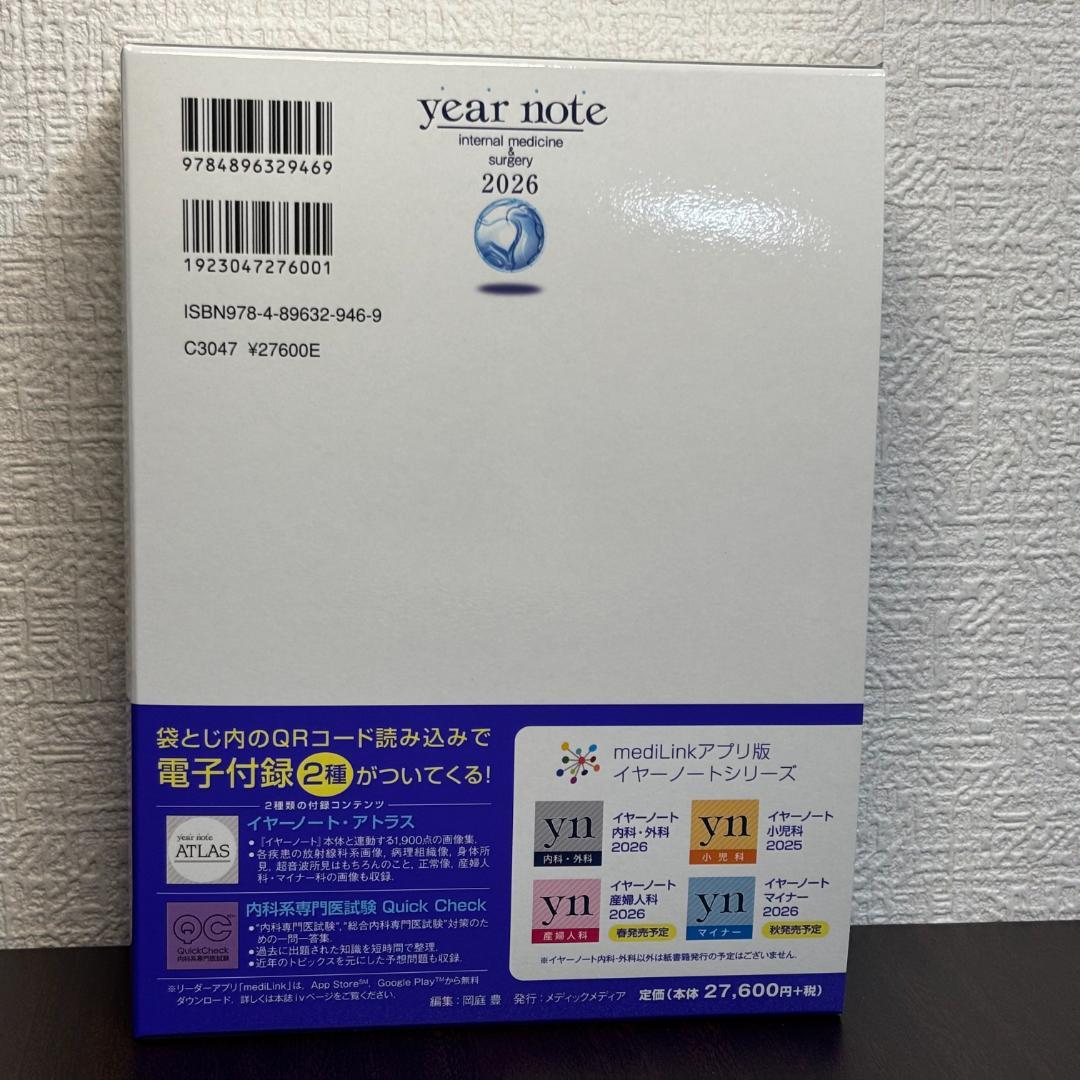 9784896329469
1923047276001
ISBN978-4-89632-946-9
C3047 ¥27600E
year note
internal medicine
&
surgery
2026
袋とじ内のQRコード読み込みで
電子付録2種がついてくる!
2種類の付録コンテンツ
year note
ATLAS
イヤーノート・アトラス
●『イヤーノート』本体と連動する1,900点の画像集.
●各疾患の放射線科系画像, 病理組織像, 身体所
見, 超音波所見はもちろんのこと, 正常像, 産婦人
科・マイナー科の画像も収録.
QC
QuickCheck
内科系専門医試験
内科系専門医試験 Quick Check
●“内科専門医試験”, “総合内科専門医試験”対策のた
めの一問一答集.
●過去に出題された知識を短時間で整理.
●近年のトピックスを元にした予想問題も収録.
※リーダーアプリ「mediLink」は, App StoreSM, Google Play™から無料
ダウンロード. 詳しくは本誌ivページをご覧ください.
mediLinkアプリ版
イヤーノートシリーズ
yn
内科・外科
イヤーノート
内科・外科
2026
yn
小児科
イヤーノート
小児科
2025
yn
産婦人科
イヤーノート
産婦人科
2026
春発売予定
yn
マイナー
イヤーノート
マイナー
2026
秋発売予定
※イヤーノート内科・外科以外は紙書籍発行の予定はございません.
編集:岡庭 豊 発行:メディックメディア 定価(本体 27,600円+税)